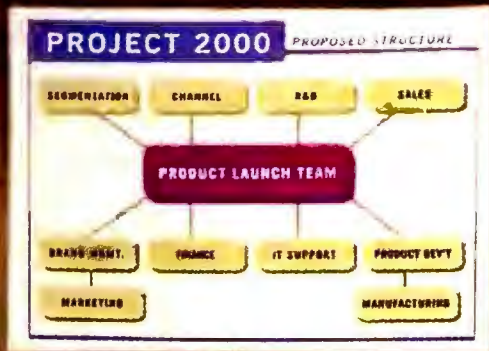 PROJECT 2000 PROPOSED STRUCTURE
SEGMENTATION CHANNEL R&D SALES
PRODUCT LAUNCH TEAM
BRAND MGMT. FINANCE IT SUPPORT PRODUCT DEV'T
MARKETING MANUFACTURING